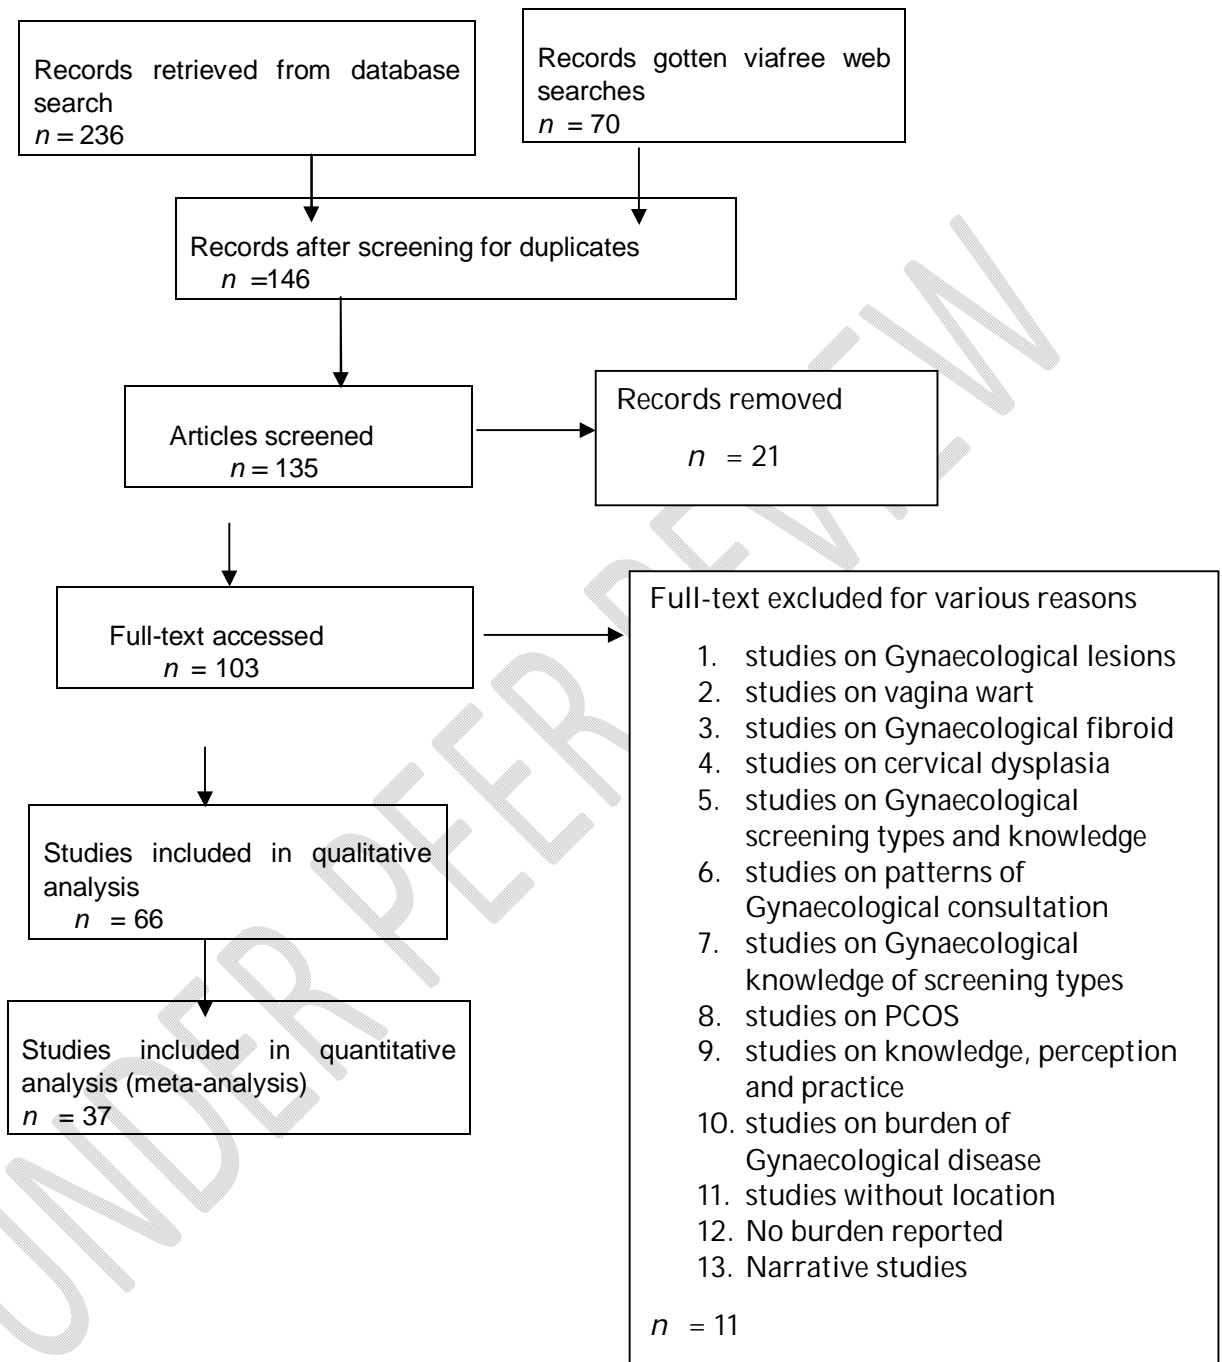 Records retrieved from database
search
n = 236
Records gotten viafree web
searches
n = 70
Records after screening for duplicates
n =146
Articles screened
n = 135
Records removed
n = 21
Full-text accessed
n = 103
Full-text excluded for various reasons
1. studies on Gynaecological lesions
2. studies on vagina wart
3. studies on Gynaecological fibroid
4. studies on cervical dysplasia
5. studies on Gynaecological
screening types and knowledge
6. studies on patterns of
Gynaecological consultation
7. studies on Gynaecological
knowledge of screening types
8. studies on PCOS
9. studies on knowledge, perception
and practice
10. studies on burden of
Gynaecological disease
11. studies without location
12. No burden reported
13. Narrative studies
n = 11
Studies included in qualitative
analysis
n = 66
Studies included in quantitative
analysis (meta-analysis)
n = 37
UNDER PEER REVIEW